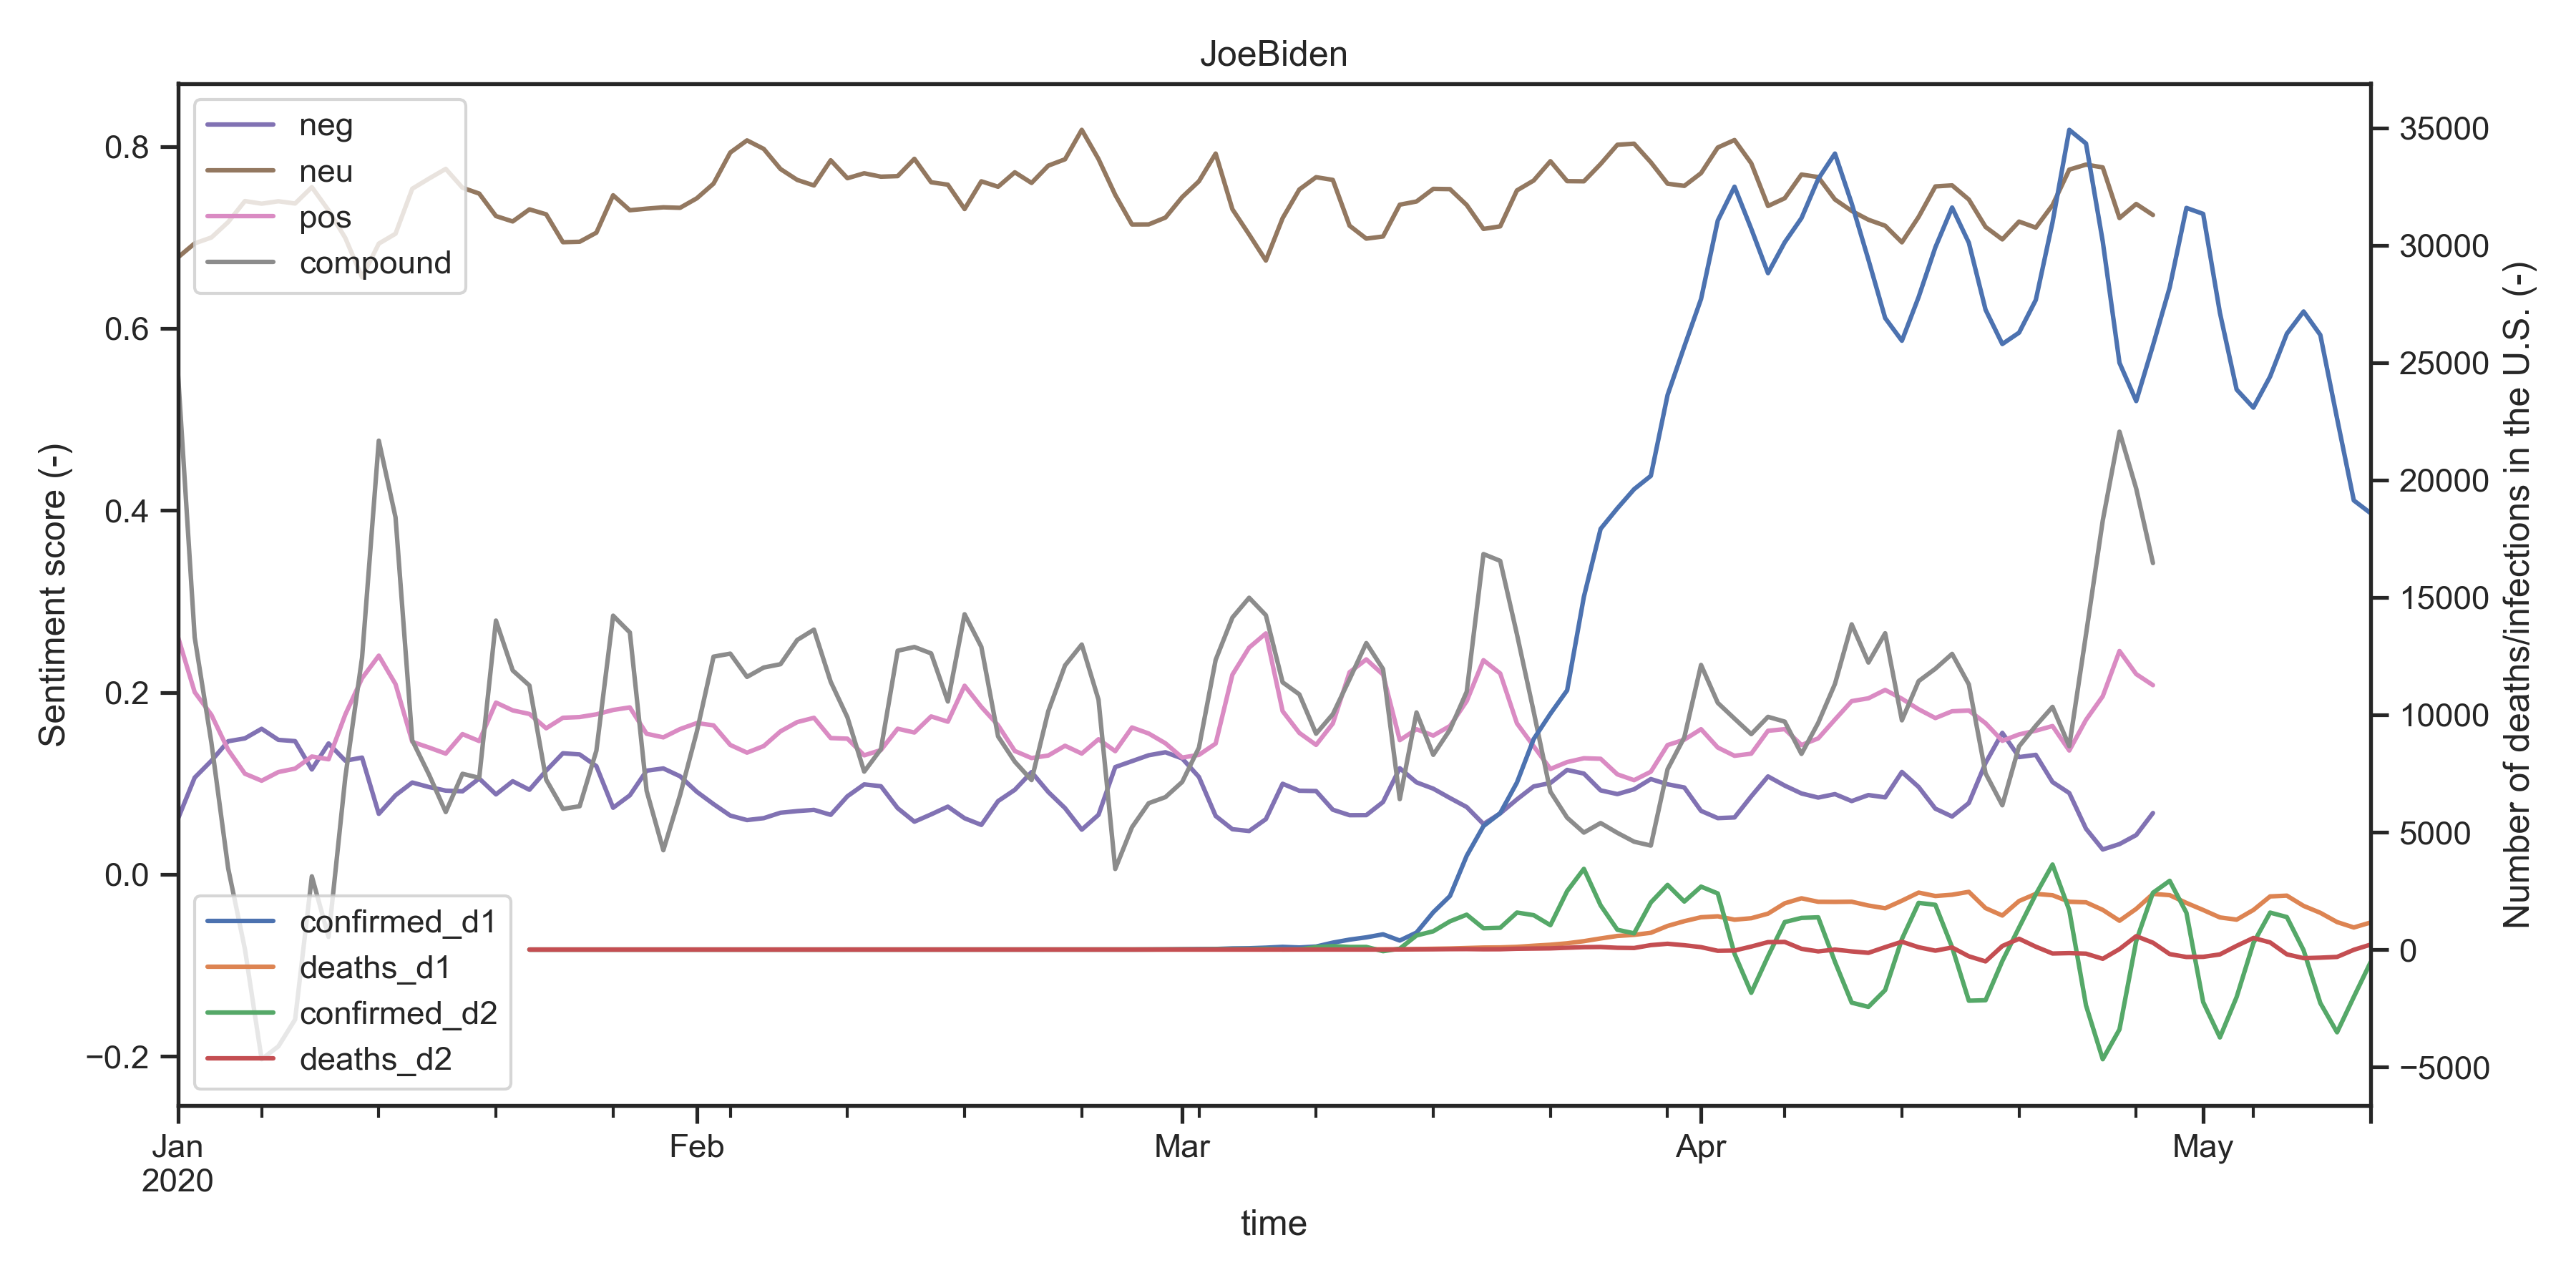 JoeBiden
neg
neu
pos
compound
confirmed_d1
deaths_d1
confirmed_d2
deaths_d2
Sentiment score (-)
0.8
0.6
0.4
0.2
0.0
−0.2
Number of deaths/infections in the U.S. (-)
35000
30000
25000
20000
15000
10000
5000
0
−5000
Jan Feb Mar Apr May
2020
time